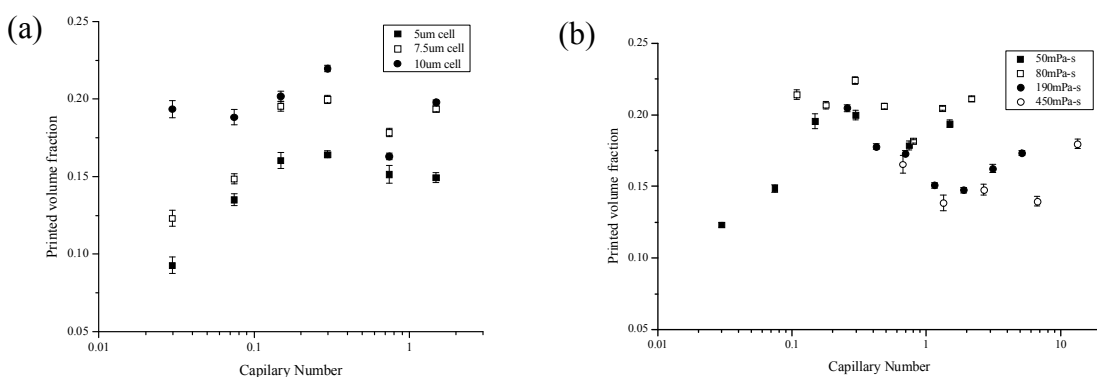 (a)
0.25
0.20
0.15
0.10
0.05
Printed volume fraction
0.01
0.1
1
Capilary Number
5um cell
7.5um cell
10um cell
(b)
0.25
0.20
0.15
0.10
0.05
Printed volume fraction
0.01
0.1
1
10
Capillary Number
50mPa-s
80mPa-s
190mPa-s
450mPa-s